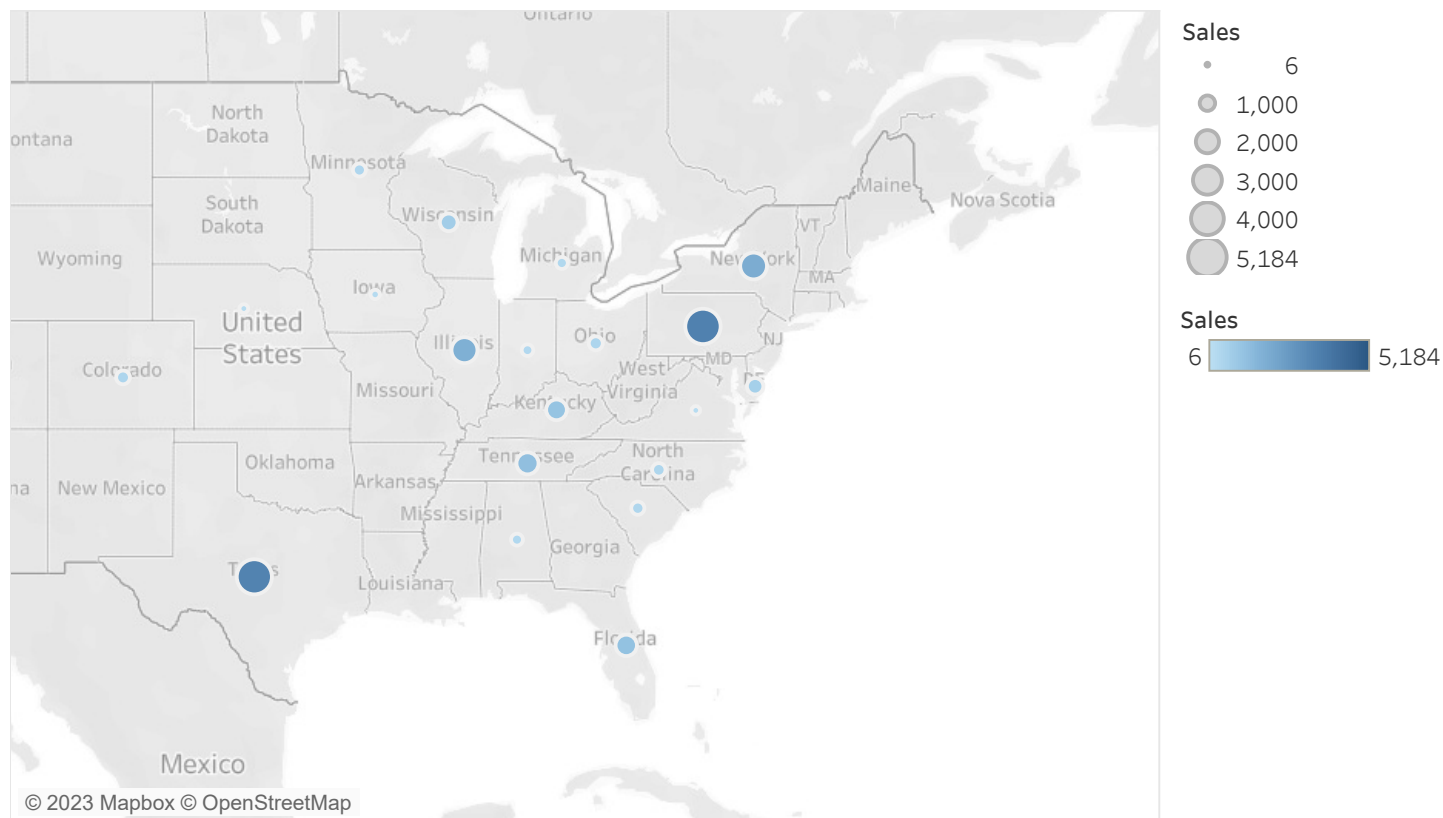 Ontario
North
Dakota
ontana
Minnesota
Maine
Nova Scotia
South
Dakota
Wisconsin
VT
Wyoming
Michigan
New York
MA
Iowa
United
States
Illinois
Ohio
NJ
MD
Colorado
West
Virginia
DE
Missouri
Kentucky
Oklahoma
Tennessee
North
Carolina
na
New Mexico
Arkansas
Mississippi
Georgia
Texas
Louisiana
Florida
Mexico
© 2023 Mapbox © OpenStreetMap
Sales
6
1,000
2,000
3,000
4,000
5,184
Sales
6 5,184